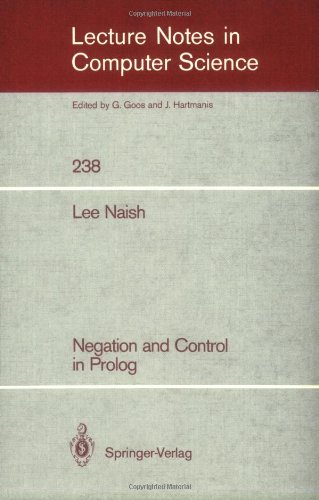 Lecture Notes in
Computer Science
Edited by G. Goos and J. Hartmanis
238
Lee Naish
Negation and Control
in Prolog
Springer-Verlag